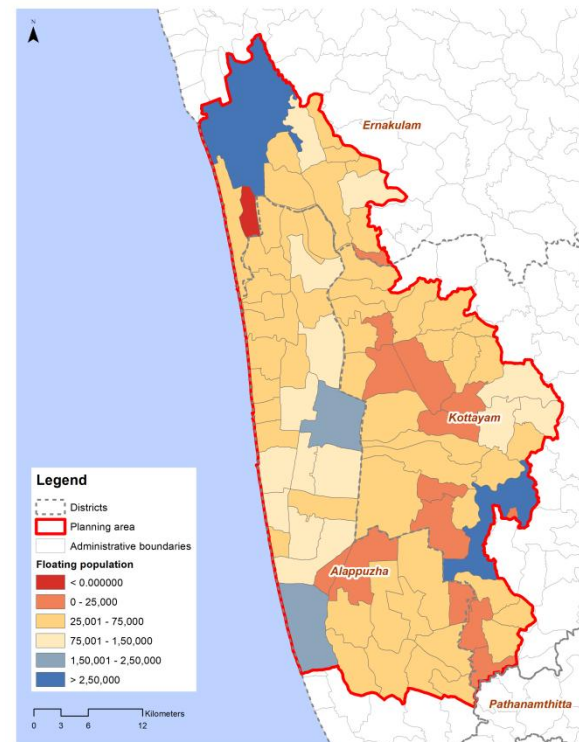 N
Ernakulam
Kottayam
Alappuzha
Pathanamthitta
Legend
Districts
Planning area
Administrative boundaries
Floating population
< 0.000000
0 - 25,000
25,001 - 75,000
75,001 - 1,50,000
1,50,001 - 2,50,000
> 2,50,000
0 3 6 12 Kilometers